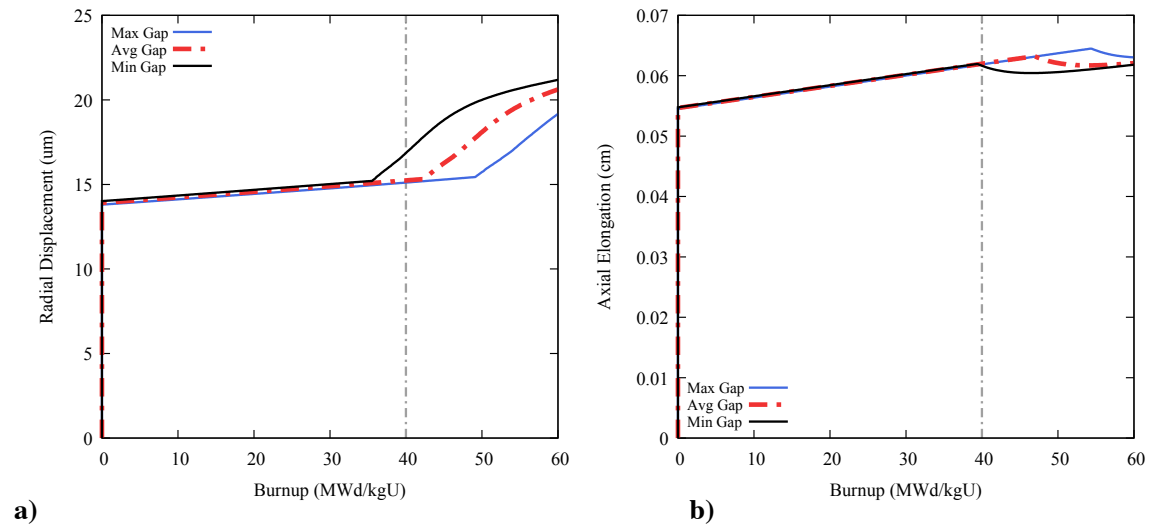 25
20
15
10
5
0
Radial Displacement (um)
Max Gap
Avg Gap
Min Gap
0 10 20 30 40 50 60
Burnup (MWd/kgU)
a)
0.07
0.06
0.05
0.04
0.03
0.02
0.01
0
Axial Elongation (cm)
Max Gap
Avg Gap
Min Gap
0 10 20 30 40 50 60
Burnup (MWd/kgU)
b)